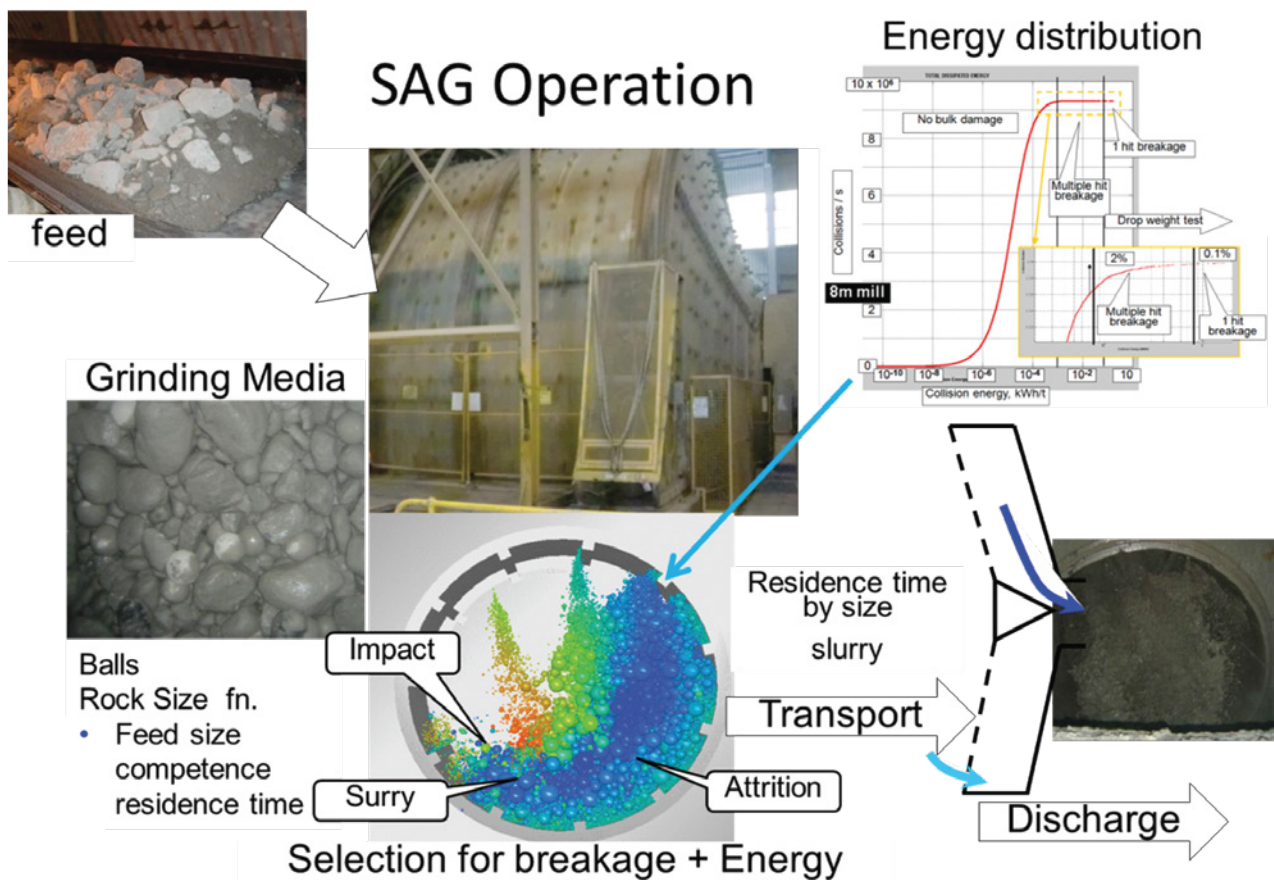 SAG Operation
feed
Energy distribution
TOTAL DISSIPATED ENERGY
10 x 10⁶
No bulk damage
1 hit breakage
8
Multiple hit
breakage
6
Collisions / s
Drop weight test
4
8m mill
2
0
2%
0.1%
Multiple hit
breakage
1 hit
breakage
10⁻¹⁰
10⁻⁸
10⁻⁶
10⁻⁴
10⁻²
10
Collision energy, kWh/t
Grinding Media
Balls
Rock Size fn.
• Feed size
competence
residence time
Impact
Surry
Attrition
Selection for breakage + Energy
Residence time
by size
slurry
Transport
Discharge